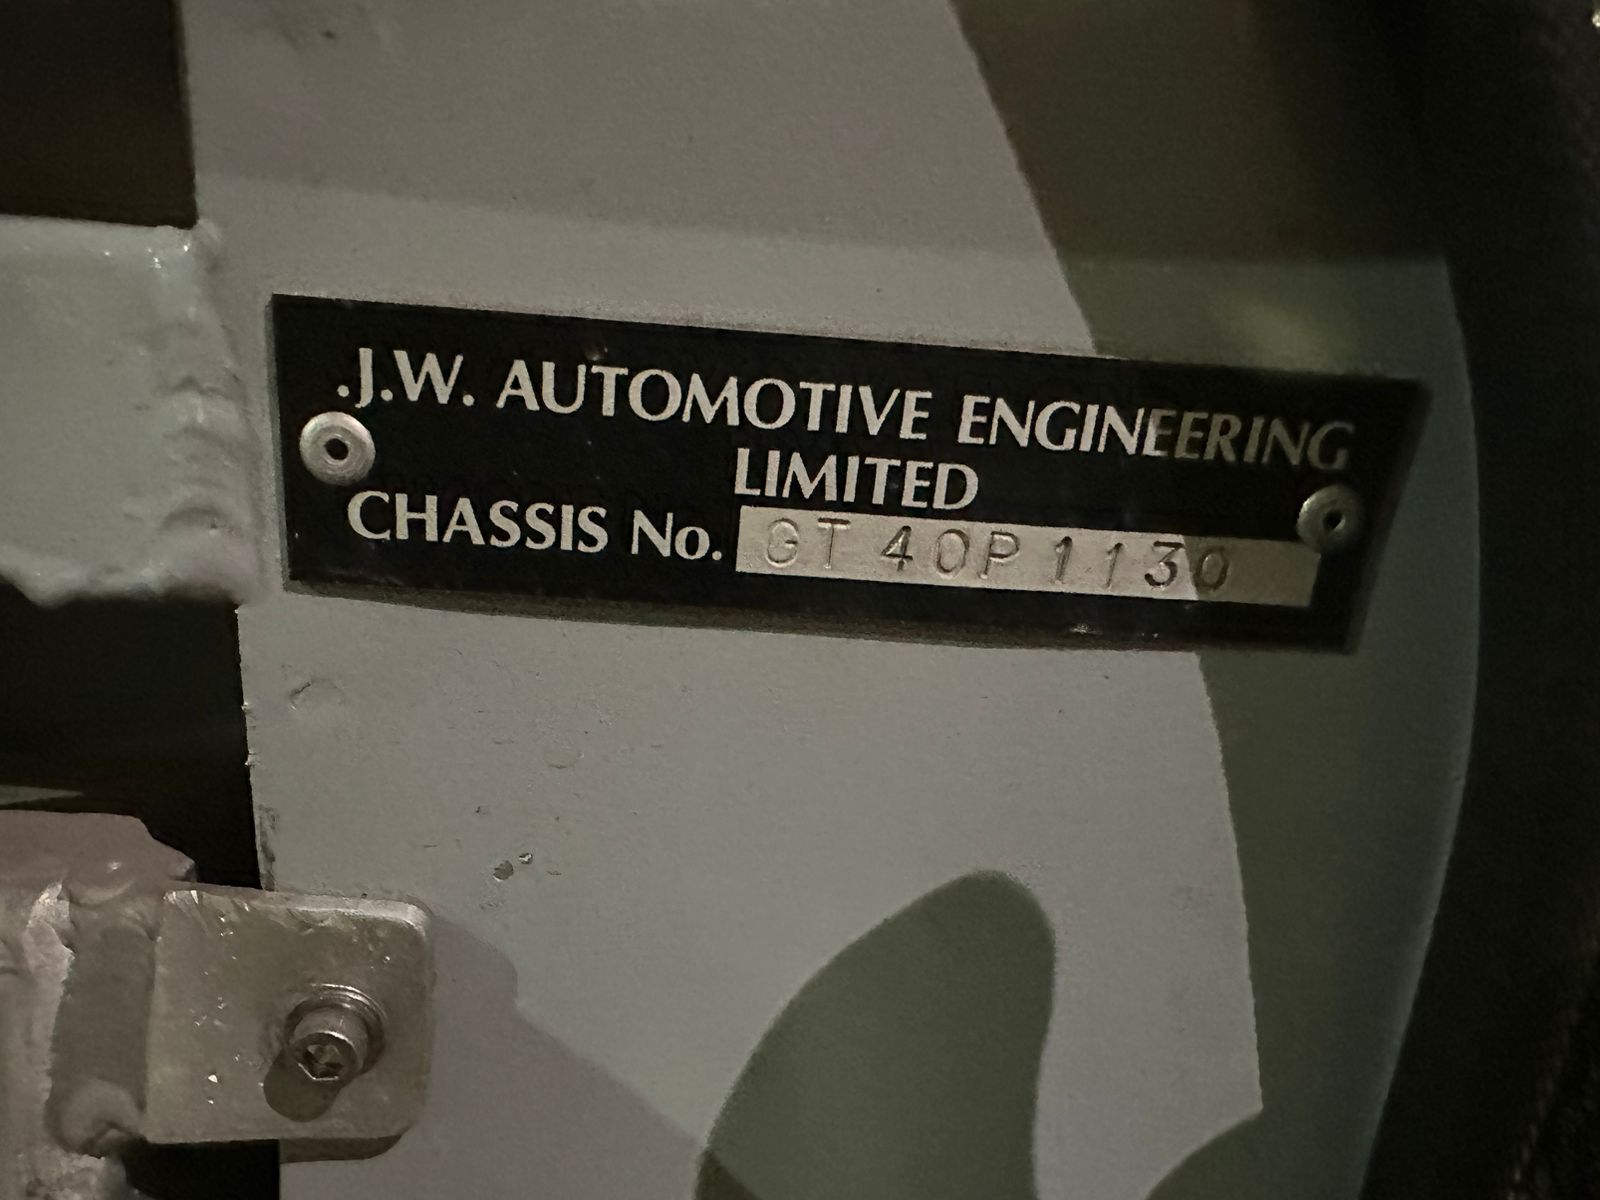 J.W. AUTOMOTIVE ENGINEERING
LIMITED
CHASSIS No. GT 40P 1130